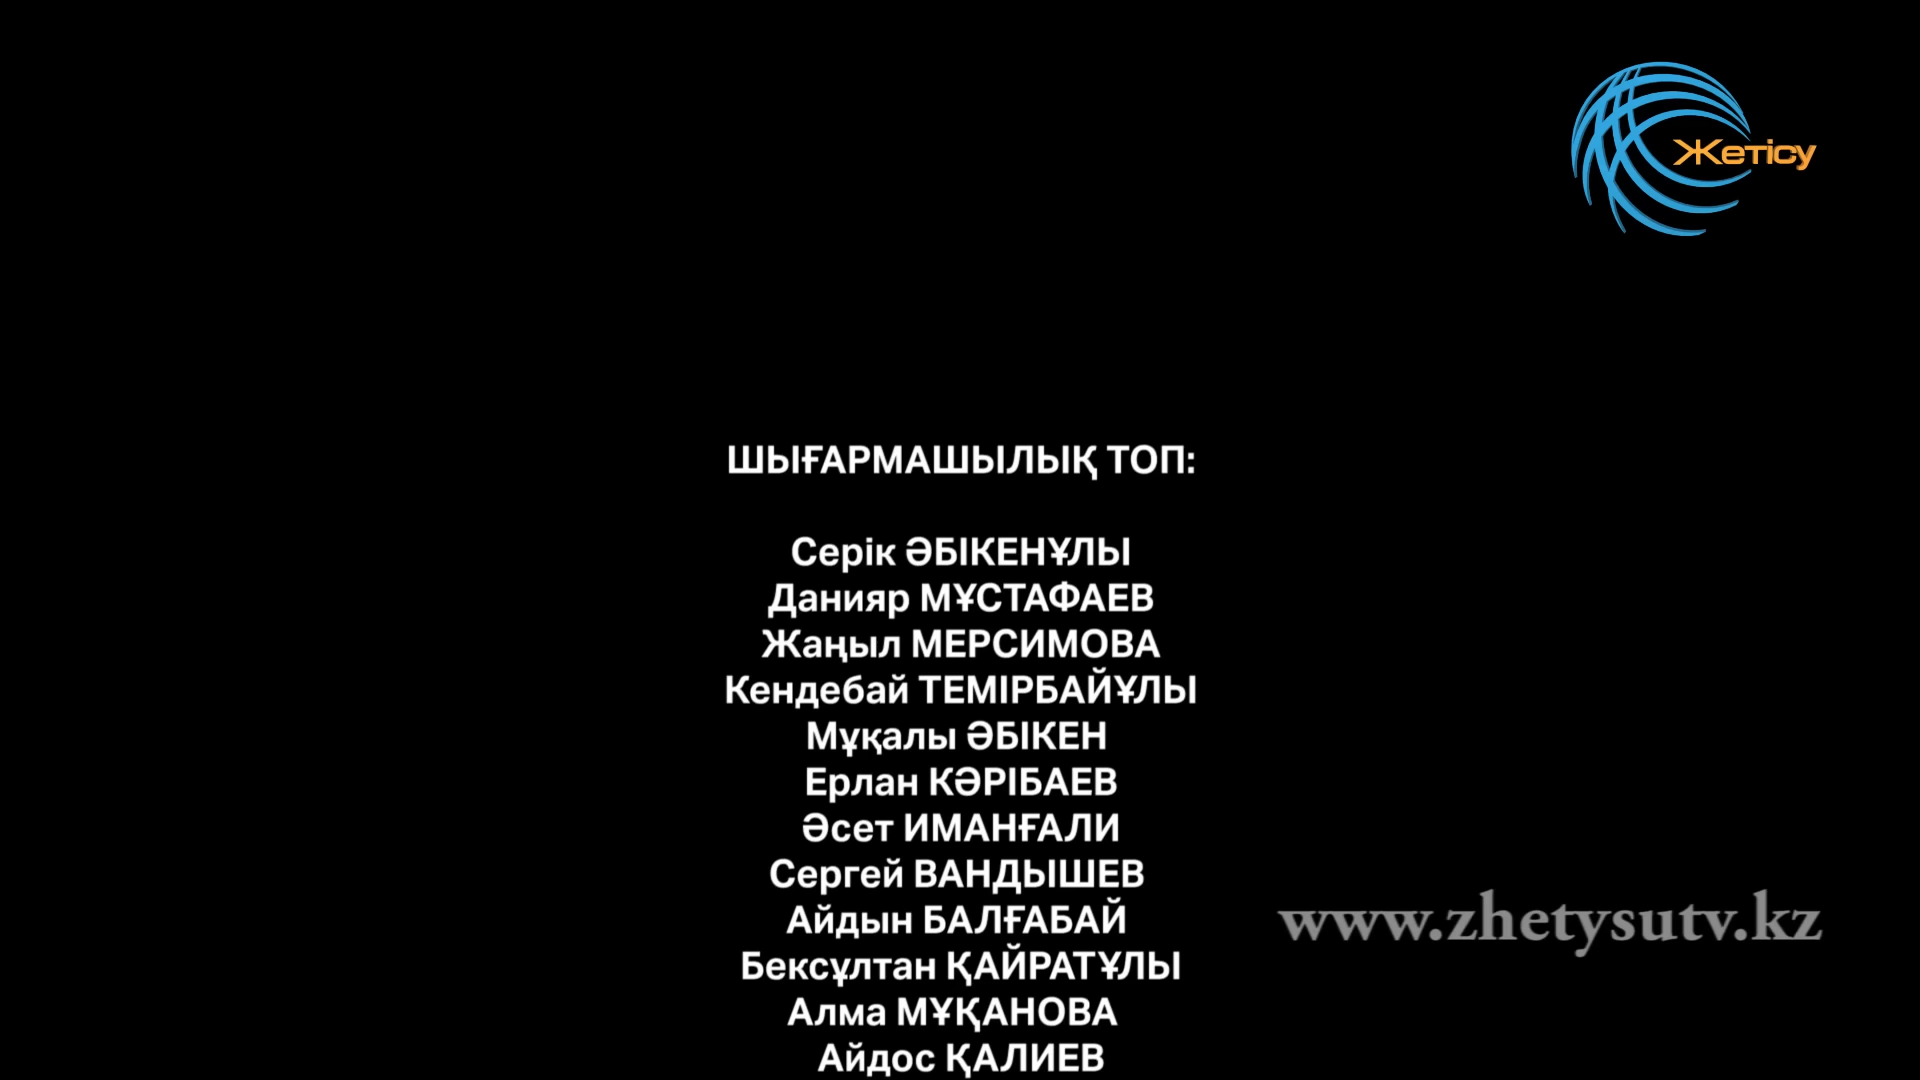 Жетісу
ШЫҒАРМАШЫЛЫҚ ТОП:
Серік ӘБІКЕНҰЛЫ
Данияр МҰСТАФАЕВ
Жаңыл МЕРСИМОВА
Кендебай ТЕМІРБАЙҰЛЫ
Мұқалы ӘБІКЕН
Ерлан КӘРІБАЕВ
Әсет ИМАНҒАЛИ
Сергей ВАНДЫШЕВ
Айдын БАЛҒАБАЙ
www.zhetysutv.kz
Бексұлтан ҚАЙРАТҰЛЫ
Алма МҰҚАНОВА
Айдос ҚАЛИЕВ